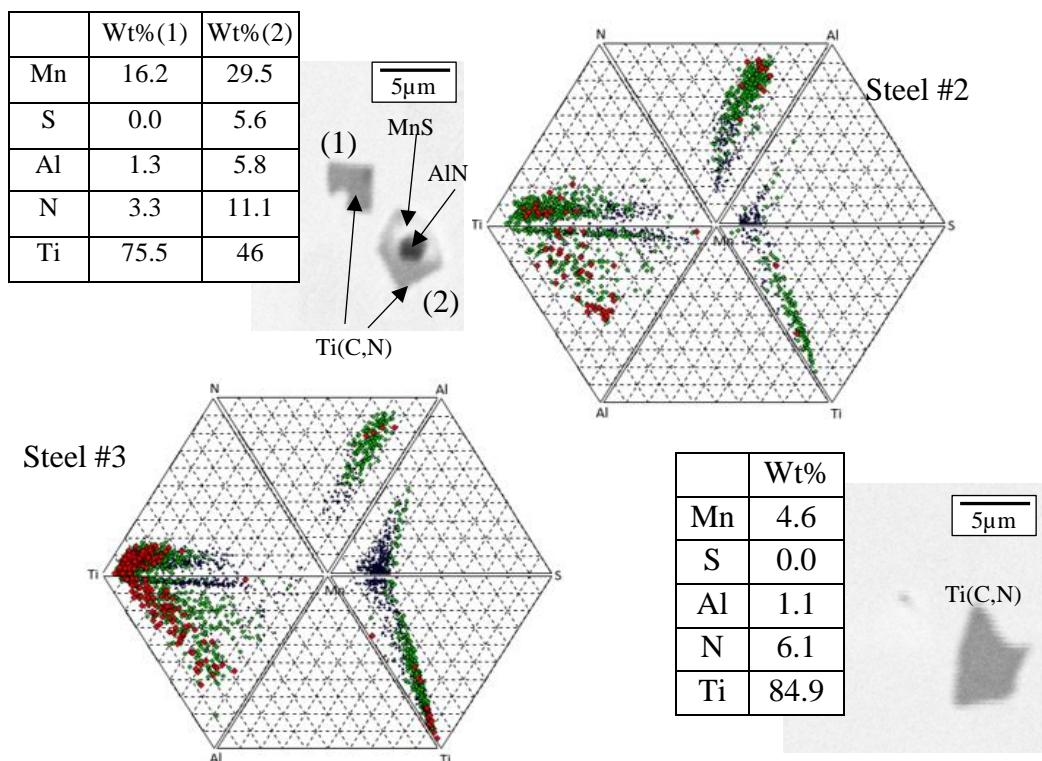 Wt%(1) Wt%(2)
Mn 16.2 29.5
S 0.0 5.6
Al 1.3 5.8
N 3.3 11.1
Ti 75.5 46
5µm
MnS
(1)
AlN
(2)
Ti(C,N)
N Al
Steel #2
Ti Mn S
Al Ti
N Al
Steel #3
Ti Mn S
Al Ti
Wt%
Mn 4.6
S 0.0
Al 1.1
N 6.1
Ti 84.9
5µm
Ti(C,N)